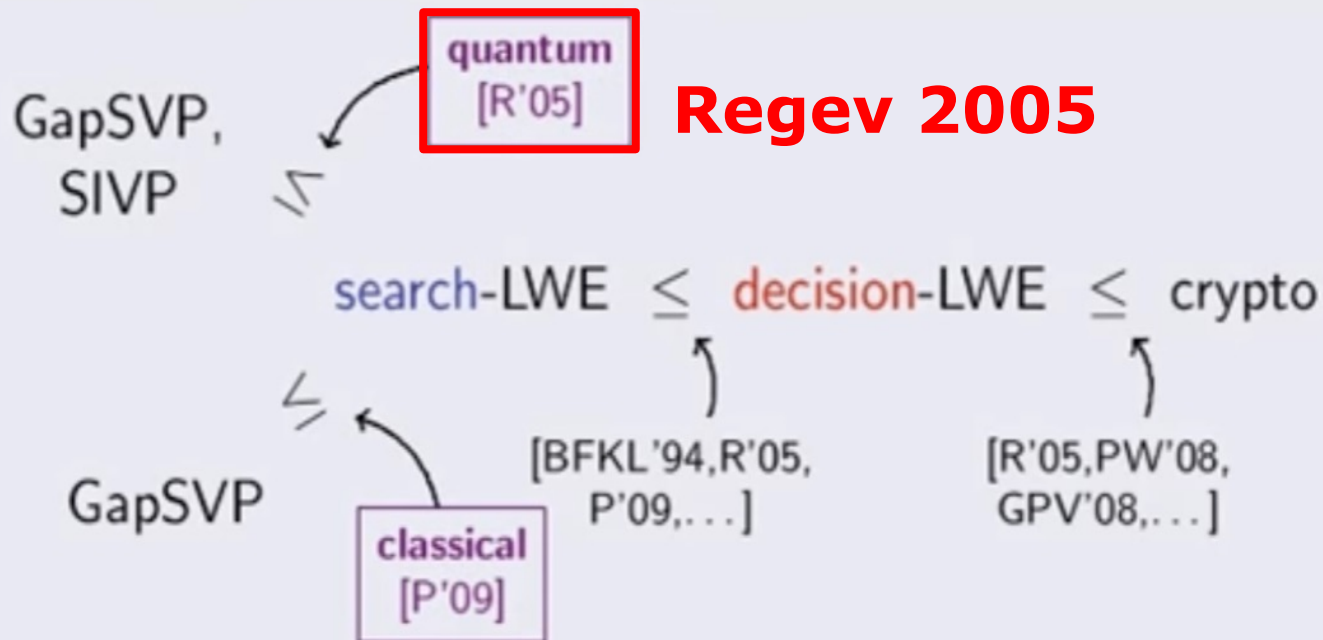 quantum
[R'05]
Regev 2005
GapSVP,
SIVP
≤
search-LWE ≤ decision-LWE ≤ crypto
≤
[BFKL'94,R'05,
P'09,...]
[R'05,PW'08,
GPV'08,...]
GapSVP
classical
[P'09]